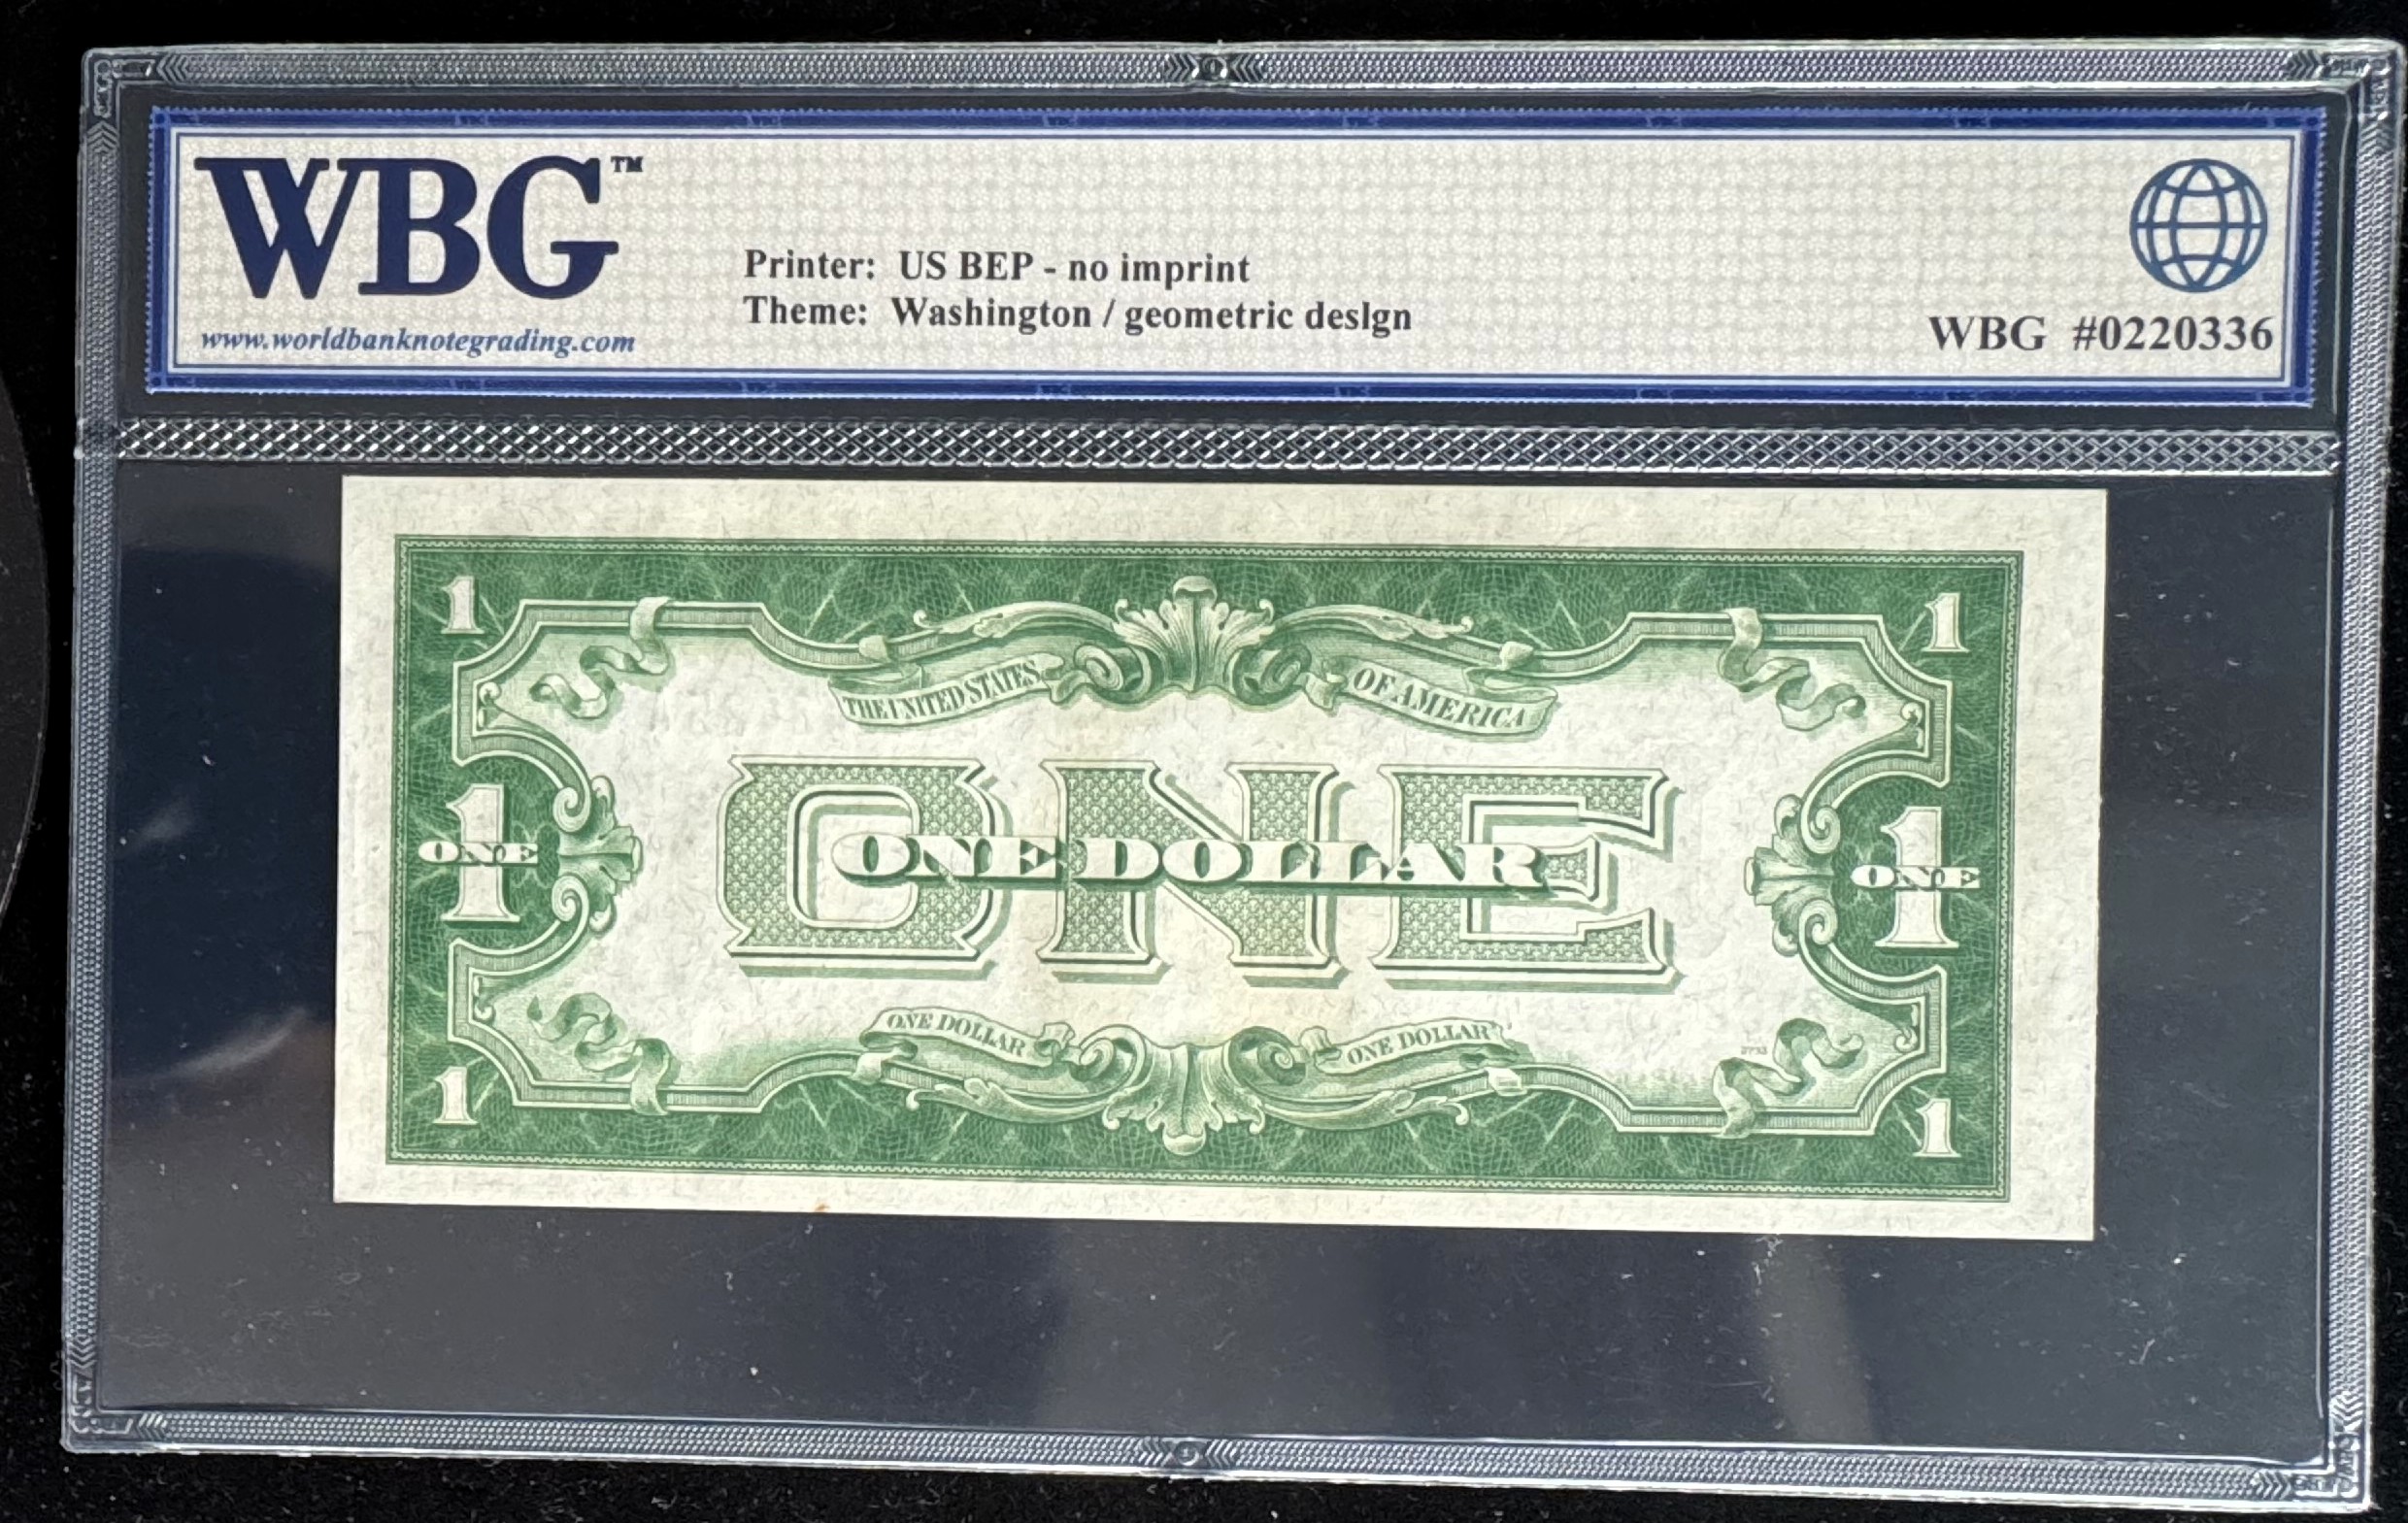 WBG™
www.worldbanknotegrading.com
Printer: US BEP - no imprint
Theme: Washington / geometric desIgn
WBG #0220336
1
1
THE UNITED STATES
OF AMERICA
ONE
1
ONE
ONE DOLLAR
1
ONE
ONE DOLLAR
ONE DOLLAR
1
1